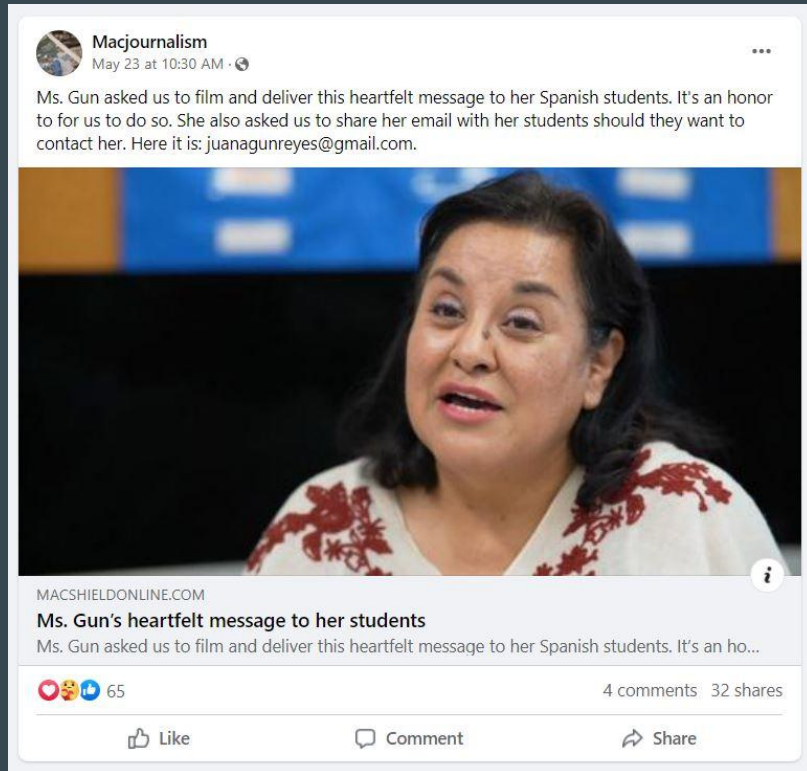 Macjournalism
May 23 at 10:30 AM ·
Ms. Gun asked us to film and deliver this heartfelt message to her Spanish students. It's an honor
to for us to do so. She also asked us to share her email with her students should they want to
contact her. Here it is: juanagunreyes@gmail.com.
MACSHIELDONLINE.COM
Ms. Gun's heartfelt message to her students
Ms. Gun asked us to film and deliver this heartfelt message to her Spanish students. It's an ho...
65 4 comments 32 shares
Like Comment Share